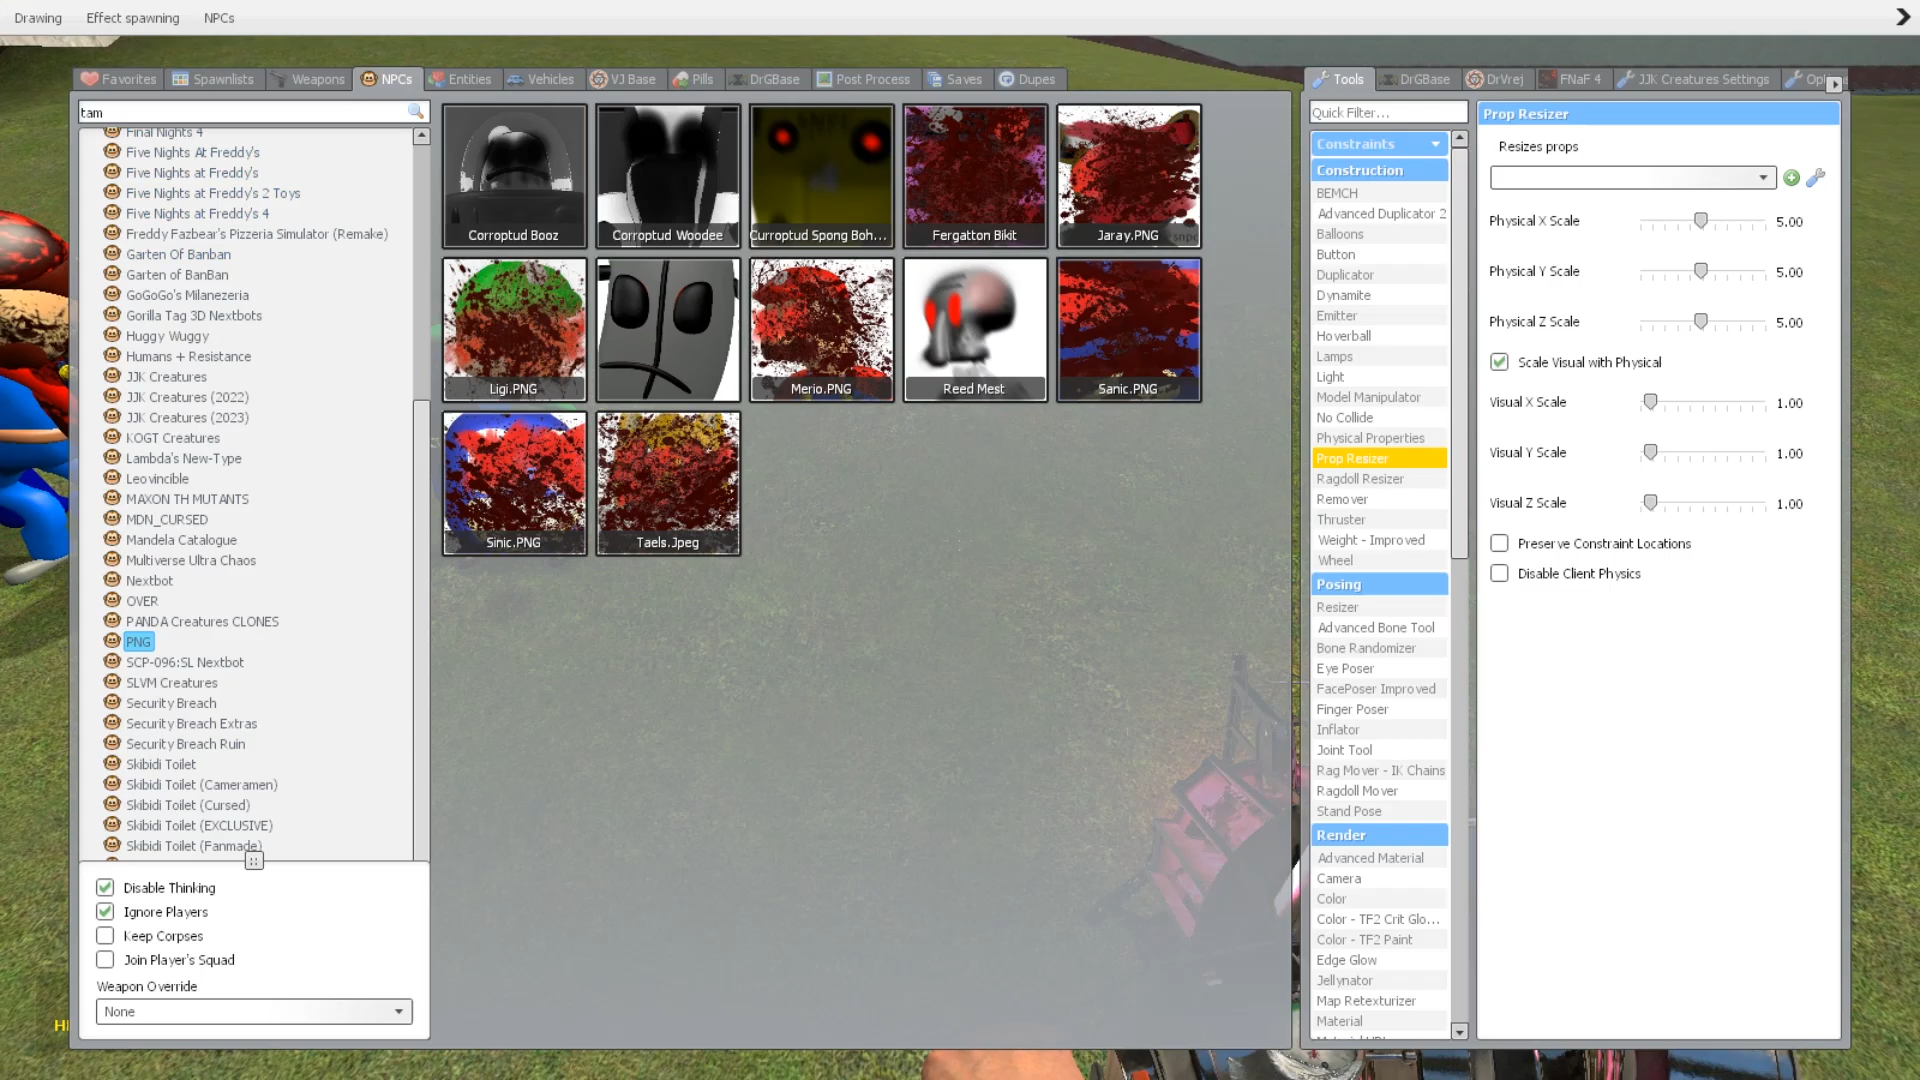 Drawing Effect spawning NPCs
Favorites Spawnlists Weapons NPCs Entities Vehicles VJ Base Pills DrGBase Post Process Saves Dupes
Tools DrGBase DrVrej FNaF 4 JJK Creatures Settings
tam
Final Nights 4
Five Nights At Freddy's
Five Nights at Freddy's
Five Nights at Freddy's 2 Toys
Five Nights at Freddy's 4
Freddy Fazbear's Pizzeria Simulator (Remake)
Garten Of Banban
Garten of BanBan
GoGoGo's Milanezeria
Gorilla Tag 3D Nextbots
Huggy Wuggy
Humans + Resistance
JJK Creatures
JJK Creatures (2022)
JJK Creatures (2023)
KOGT Creatures
Lambda's New-Type
Leovincible
MAXON TH MUTANTS
MDN_CURSED
Mandela Catalogue
Multiverse Ultra Chaos
Nextbot
OVER
PANDA Creatures CLONES
PNG
SCP-096:SL Nextbot
SLVM Creatures
Security Breach
Security Breach Extras
Security Breach Ruin
Skibidi Toilet
Skibidi Toilet (Cameramen)
Skibidi Toilet (Cursed)
Skibidi Toilet (EXCLUSIVE)
Skibidi Toilet (Fanmade)
Disable Thinking
Ignore Players
Keep Corpses
Join Player's Squad
Weapon Override
None
Corroptud Booz
Corroptud Woodee
Curroptud Spong Boh...
Fergatton Bikit
Jaray.PNG
Ligi.PNG
Merio.PNG
Reed Mest
Sanic.PNG
Sinic.PNG
Taels.Jpeg
Quick Filter...
Constraints
Construction
BEMCH
Advanced Duplicator 2
Balloons
Button
Duplicator
Dynamite
Emitter
Hoverball
Lamps
Light
Model Manipulator
No Collide
Physical Properties
Prop Resizer
Ragdoll Resizer
Remover
Thruster
Weight - Improved
Wheel
Posing
Resizer
Advanced Bone Tool
Bone Randomizer
Eye Poser
FacePoser Improved
Finger Poser
Inflator
Joint Tool
Rag Mover - IK Chains
Ragdoll Mover
Stand Pose
Render
Advanced Material
Camera
Color
Color - TF2 Crit Glo...
Color - TF2 Paint
Edge Glow
Jellynator
Map Retexturizer
Material
Prop Resizer
Resizes props
Physical X Scale 5.00
Physical Y Scale 5.00
Physical Z Scale 5.00
Scale Visual with Physical
Visual X Scale 1.00
Visual Y Scale 1.00
Visual Z Scale 1.00
Preserve Constraint Locations
Disable Client Physics